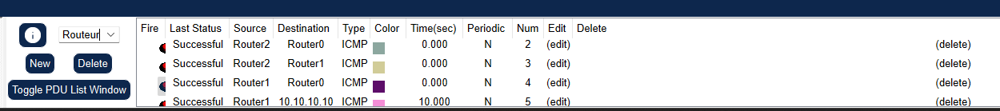 Fire Last Status Source Destination Type Color Time(sec) Periodic Num Edit Delete
Routeur
Successful Router2 Router0 ICMP 0.000 N 2 (edit) (delete)
New Delete
Successful Router2 Router1 ICMP 0.000 N 3 (edit) (delete)
Successful Router1 Router0 ICMP 0.000 N 4 (edit) (delete)
Toggle PDU List Window
Successful Router1 10.10.10.10 ICMP 10.000 N 5 (edit) (delete)